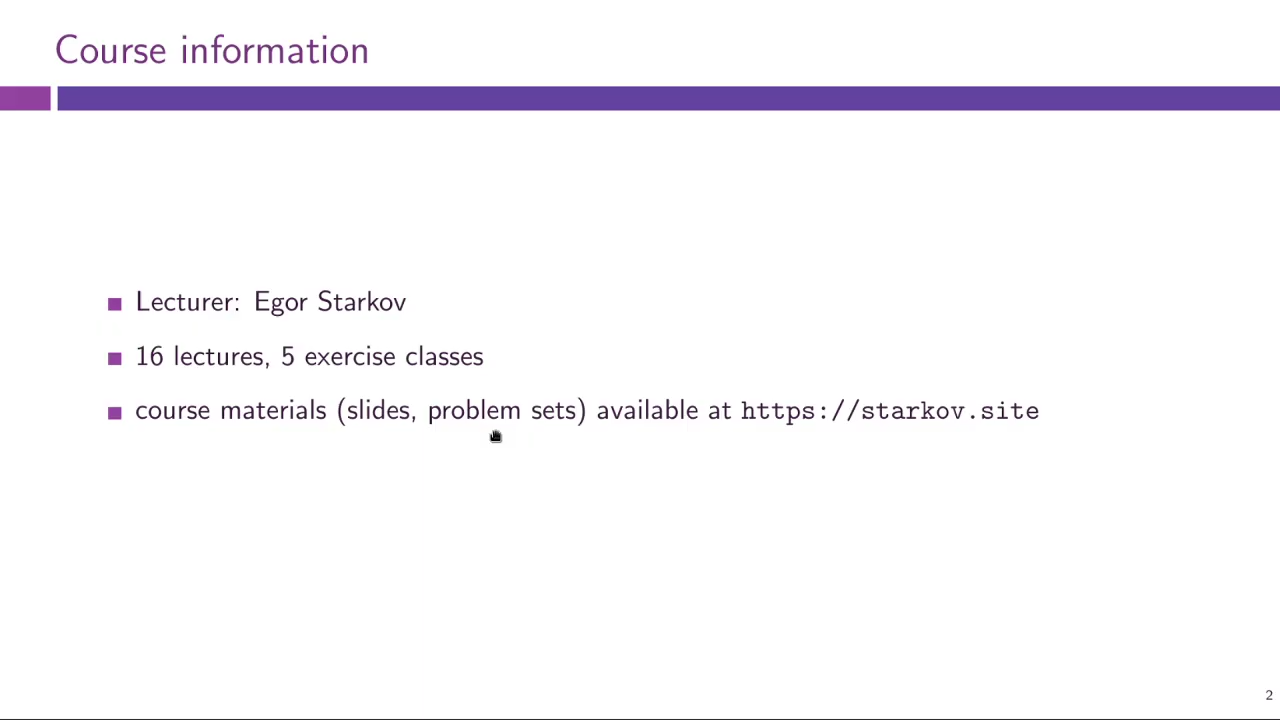 Course information
Lecturer: Egor Starkov
16 lectures, 5 exercise classes
course materials (slides, problem sets) available at https://starkov.site
2